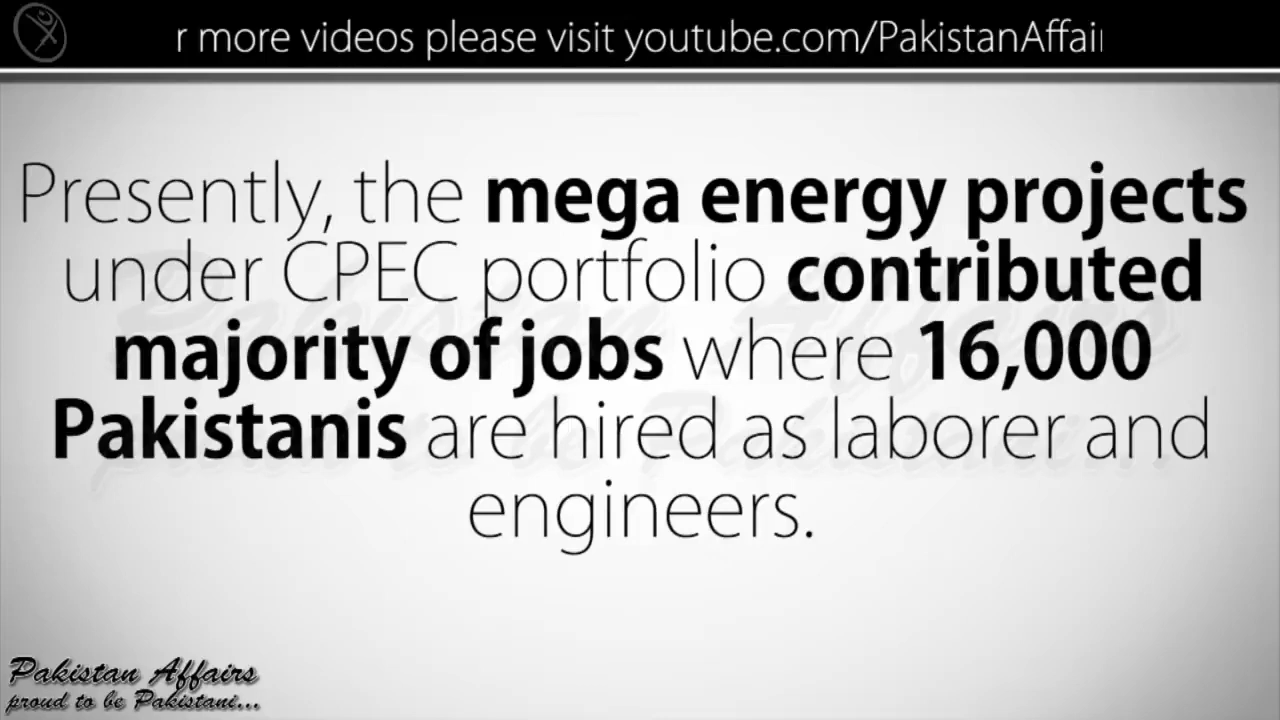 r more videos please visit youtube.com/PakistanAffai
Presently, the mega energy projects
under CPEC portfolio contributed
majority of jobs where 16,000
Pakistanis are hired as laborer and
engineers.
Pakistan Affairs
proud to be Pakistani...